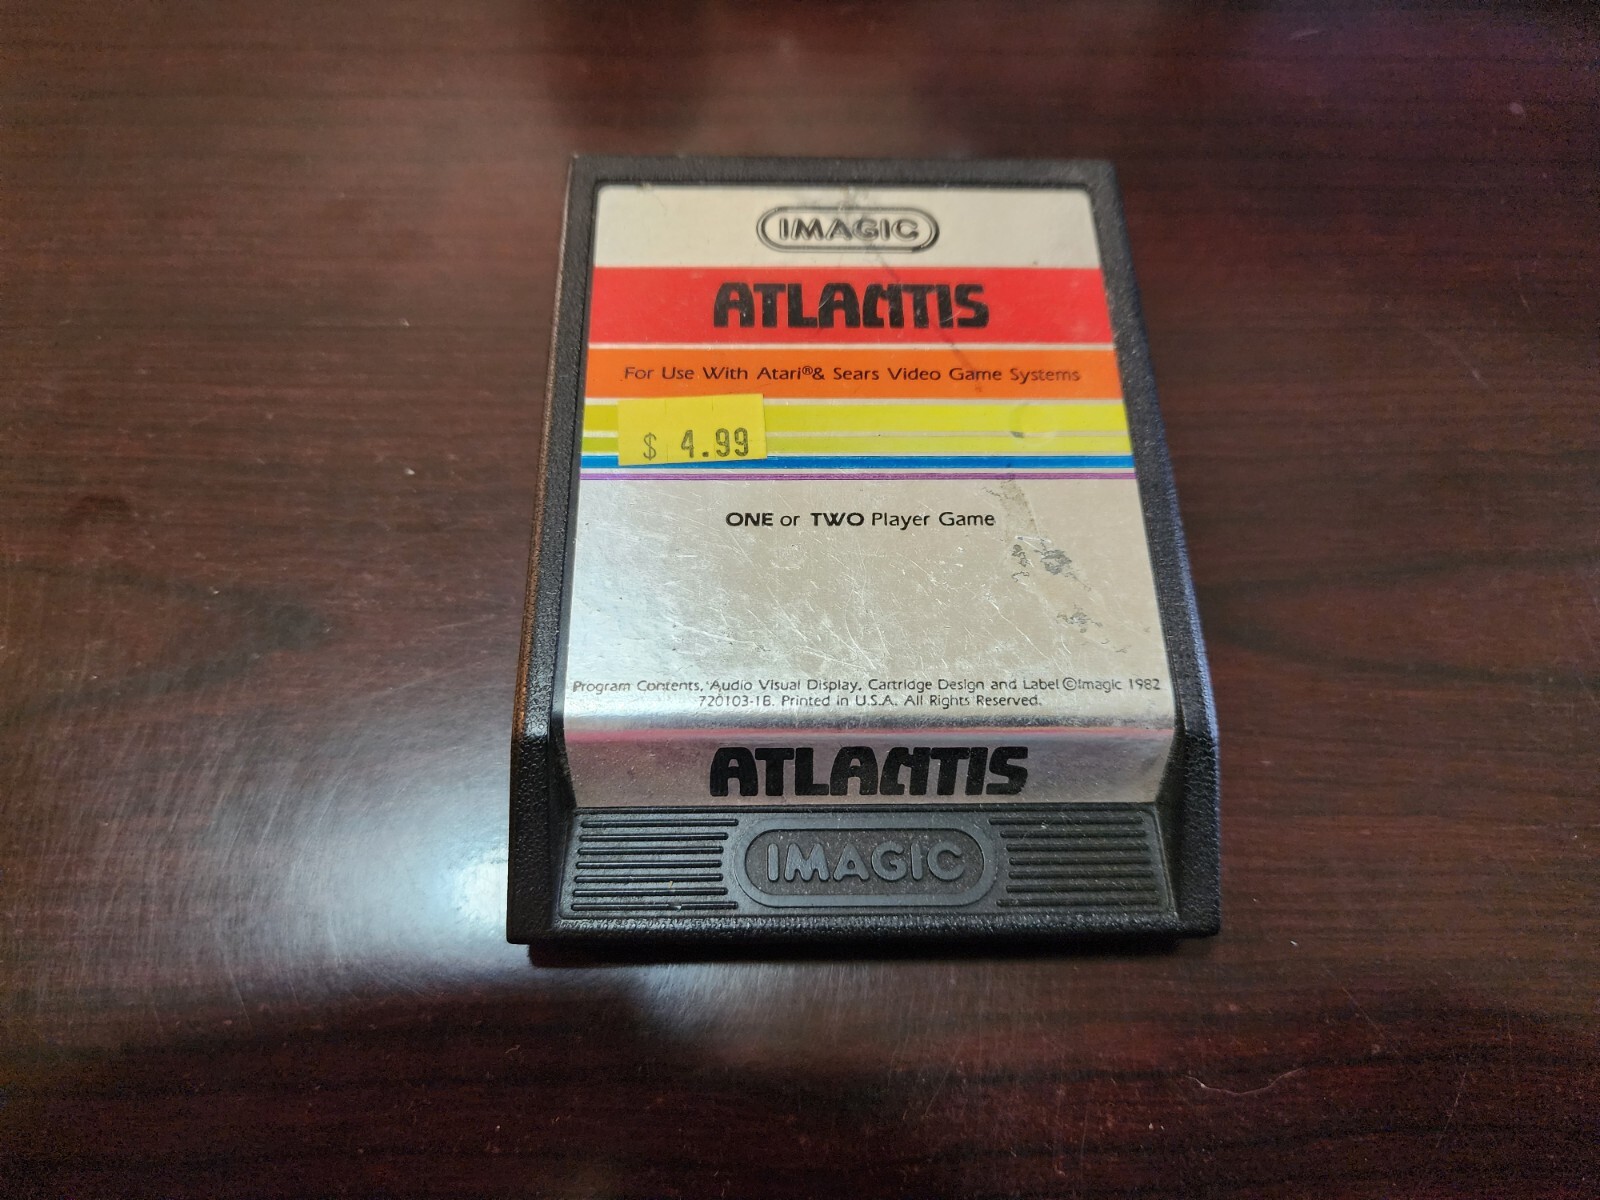 IMAGIC
ATLANTIS
For Use With Atari®& Sears Video Game Systems
$ 4.99
ONE or TWO Player Game
Program Contents, Audio Visual Display, Cartridge Design and Label ©Imagic 1982
720103-1B. Printed in U.S.A. All Rights Reserved.
ATLANTIS
IMAGIC